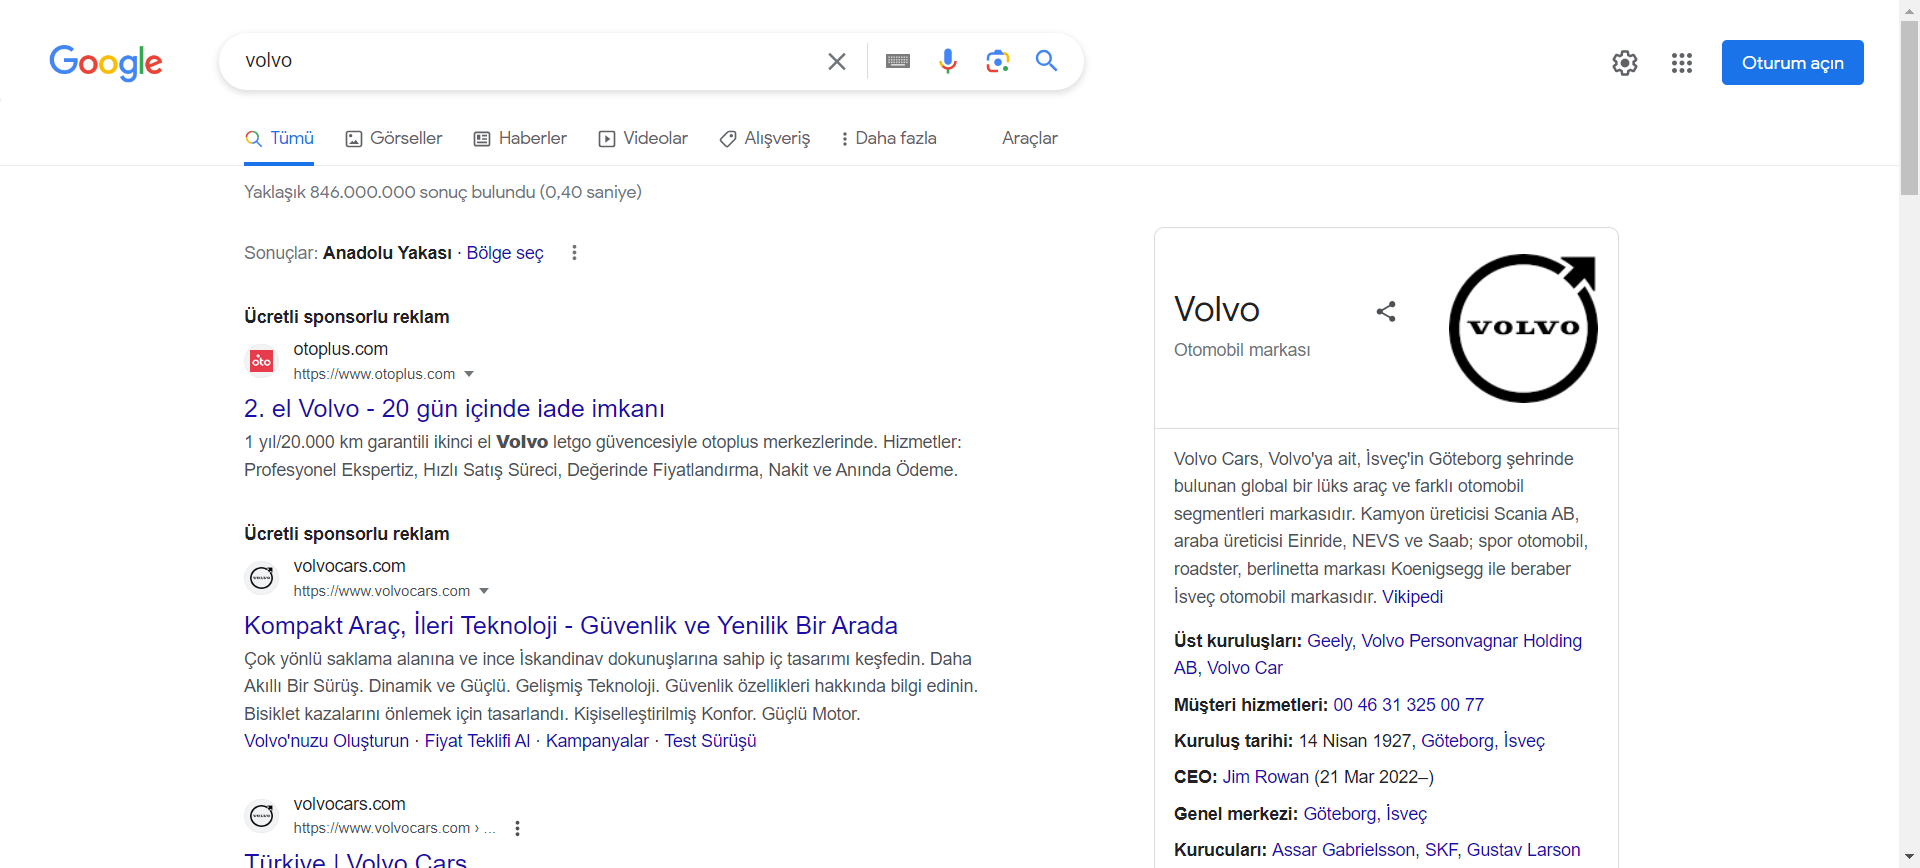 Google
volvo
Oturum açın
Tümü
Görseller
Haberler
Videolar
Alışveriş
Daha fazla
Araçlar
Yaklaşık 846.000.000 sonuç bulundu (0,40 saniye)
Sonuçlar: Anadolu Yakası · Bölge seç
Ücretli sponsorlu reklam
oto
otoplus.com
https://www.otoplus.com
2. el Volvo - 20 gün içinde iade imkanı
1 yıl/20.000 km garantili ikinci el Volvo letgo güvencesiyle otoplus merkezlerinde. Hizmetler:
Profesyonel Ekspertiz, Hızlı Satış Süreci, Değerinde Fiyatlandırma, Nakit ve Anında Ödeme.
Ücretli sponsorlu reklam
VOLVO
volvocars.com
https://www.volvocars.com
Kompakt Araç, İleri Teknoloji - Güvenlik ve Yenilik Bir Arada
Çok yönlü saklama alanına ve ince İskandinav dokunuşlarına sahip iç tasarımı keşfedin. Daha
Akıllı Bir Sürüş. Dinamik ve Güçlü. Gelişmiş Teknoloji. Güvenlik özellikleri hakkında bilgi edinin.
Bisiklet kazalarını önlemek için tasarlandı. Kişiselleştirilmiş Konfor. Güçlü Motor.
Volvo'nuzu Oluşturun · Fiyat Teklifi Al · Kampanyalar · Test Sürüşü
VOLVO
volvocars.com
https://www.volvocars.com › ...
Türkiye | Volvo Cars
Volvo
Otomobil markası
VOLVO
Volvo Cars, Volvo'ya ait, İsveç'in Göteborg şehrinde
bulunan global bir lüks araç ve farklı otomobil
segmentleri markasıdır. Kamyon üreticisi Scania AB,
araba üreticisi Einride, NEVS ve Saab; spor otomobil,
roadster, berlinetta markası Koenigsegg ile beraber
İsveç otomobil markasıdır. Vikipedi
Üst kuruluşları: Geely, Volvo Personvagnar Holding
AB, Volvo Car
Müşteri hizmetleri: 00 46 31 325 00 77
Kuruluş tarihi: 14 Nisan 1927, Göteborg, İsveç
CEO: Jim Rowan (21 Mar 2022–)
Genel merkezi: Göteborg, İsveç
Kurucuları: Assar Gabrielsson, SKF, Gustav Larson